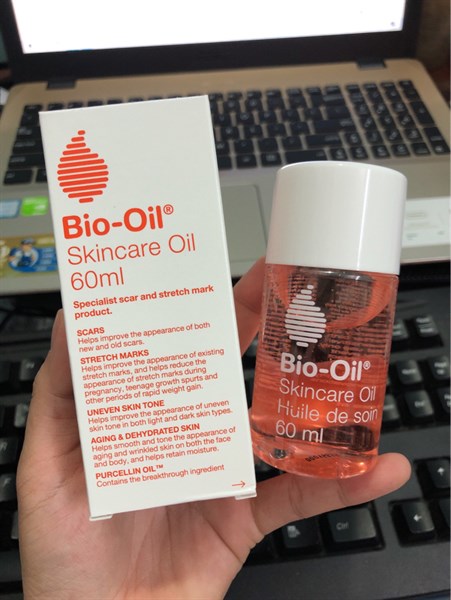 Bio-Oil®
Skincare Oil
60ml
Specialist scar and stretch mark
product.
SCARS
Helps improve the appearance of both
new and old scars.
STRETCH MARKS
Helps improve the appearance of existing
stretch marks, and helps reduce the
appearance of stretch marks during
pregnancy, teenage growth spurts and
other periods of rapid weight gain.
UNEVEN SKIN TONE
Helps improve the appearance of uneven
skin tone in both light and dark skin types.
AGING & DEHYDRATED SKIN
Helps smooth and tone the appearance of
aging and wrinkled skin on both the face
and body, and helps retain moisture.
PURCELLIN OIL™
Contains the breakthrough ingredient
Bio-Oil®
Skincare Oil
Huile de soin
60 ml
Ctrl